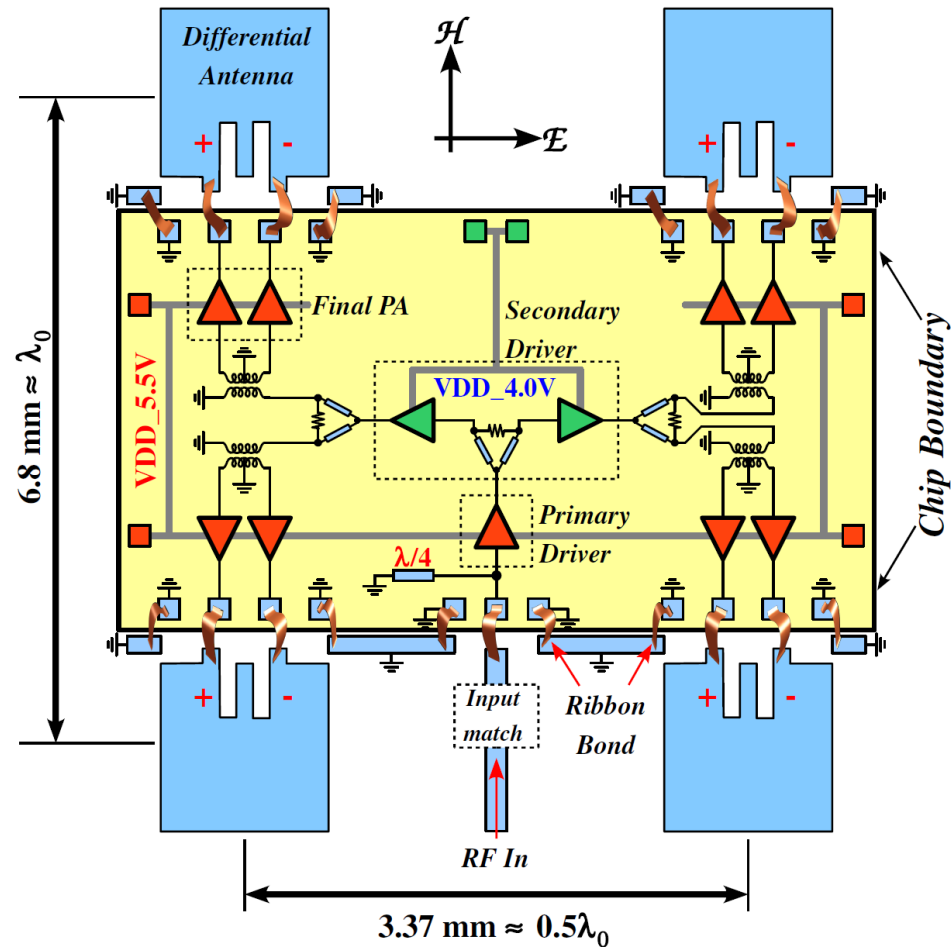 Differential
Antenna
+ -
+ -
ℋ
ℰ
Final PA
Secondary
Driver
VDD_4.0V
VDD_5.5V
6.8 mm ≈ λ₀
Chip Boundary
Primary
Driver
λ/4
+ -
+ -
Input
match
Ribbon
Bond
RF In
3.37 mm ≈ 0.5λ₀